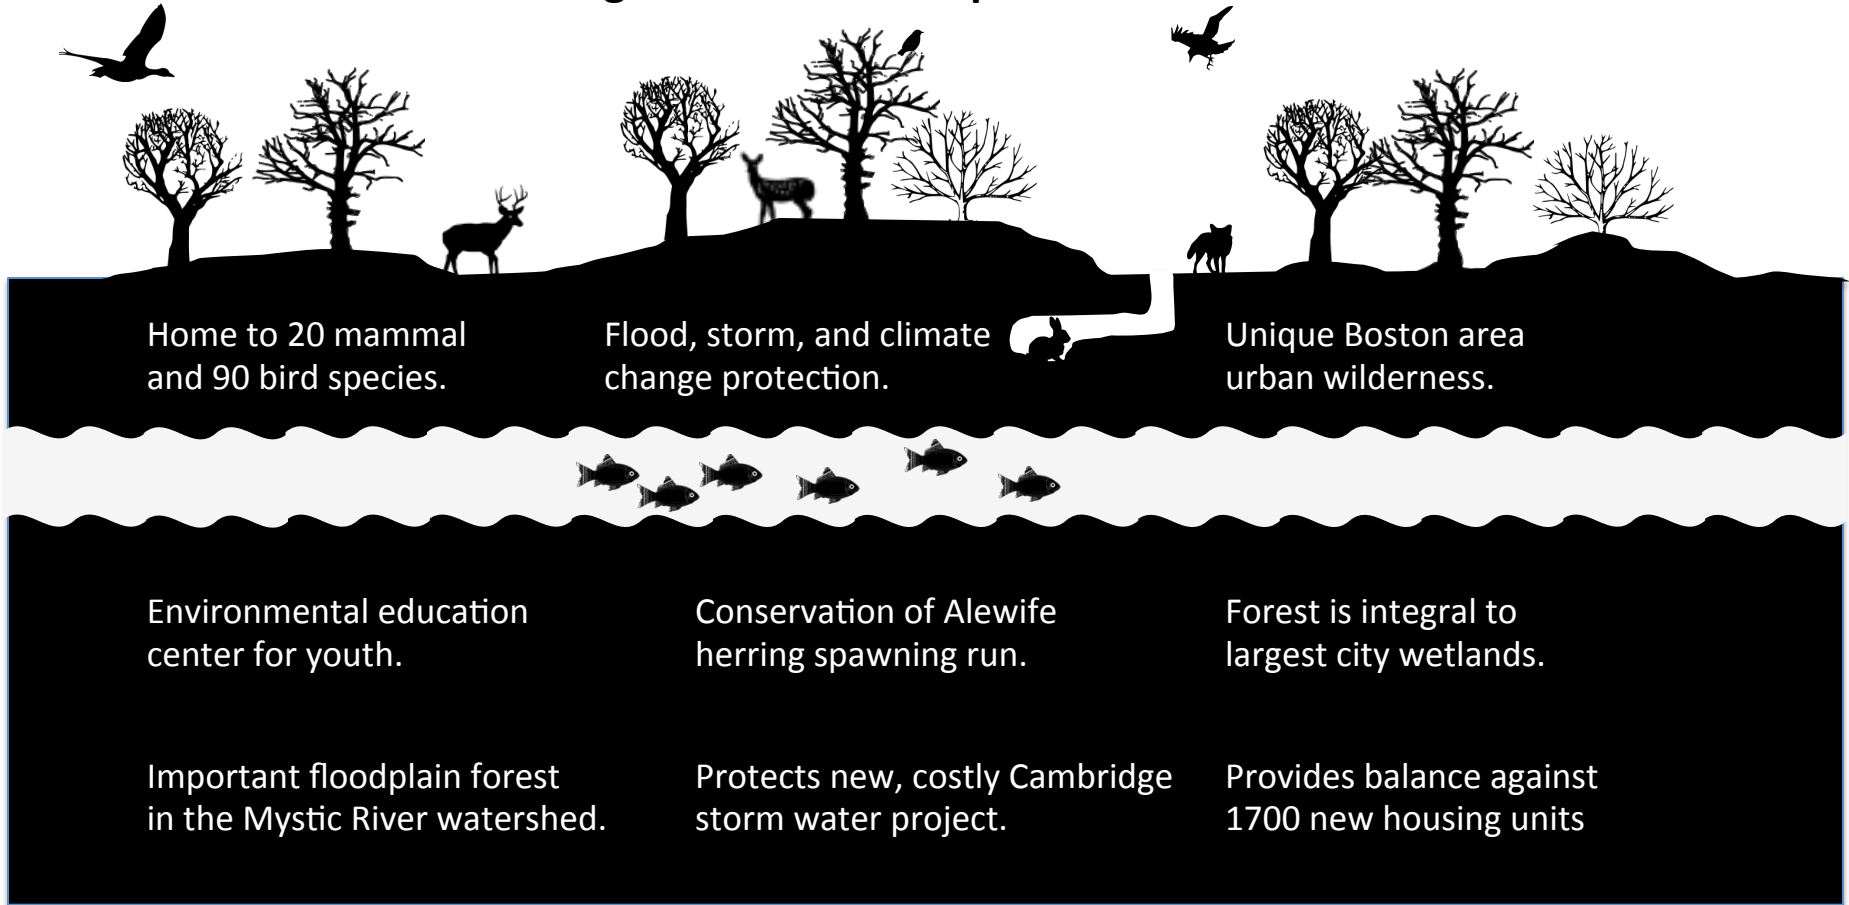 Home to 20 mammal
and 90 bird species.
Flood, storm, and climate
change protection.
Unique Boston area
urban wilderness.
Environmental education
center for youth.
Conservation of Alewife
herring spawning run.
Forest is integral to
largest city wetlands.
Important floodplain forest
in the Mystic River watershed.
Protects new, costly Cambridge
storm water project.
Provides balance against
1700 new housing units